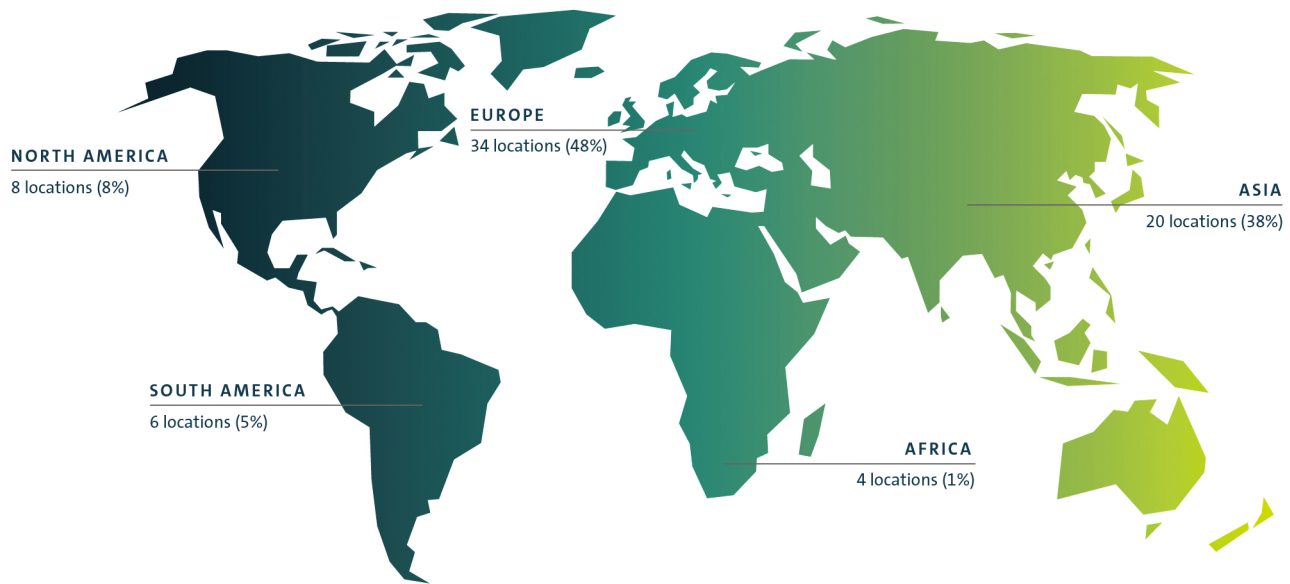 EUROPE
34 locations (48%)
NORTH AMERICA
8 locations (8%)
ASIA
20 locations (38%)
SOUTH AMERICA
6 locations (5%)
AFRICA
4 locations (1%)